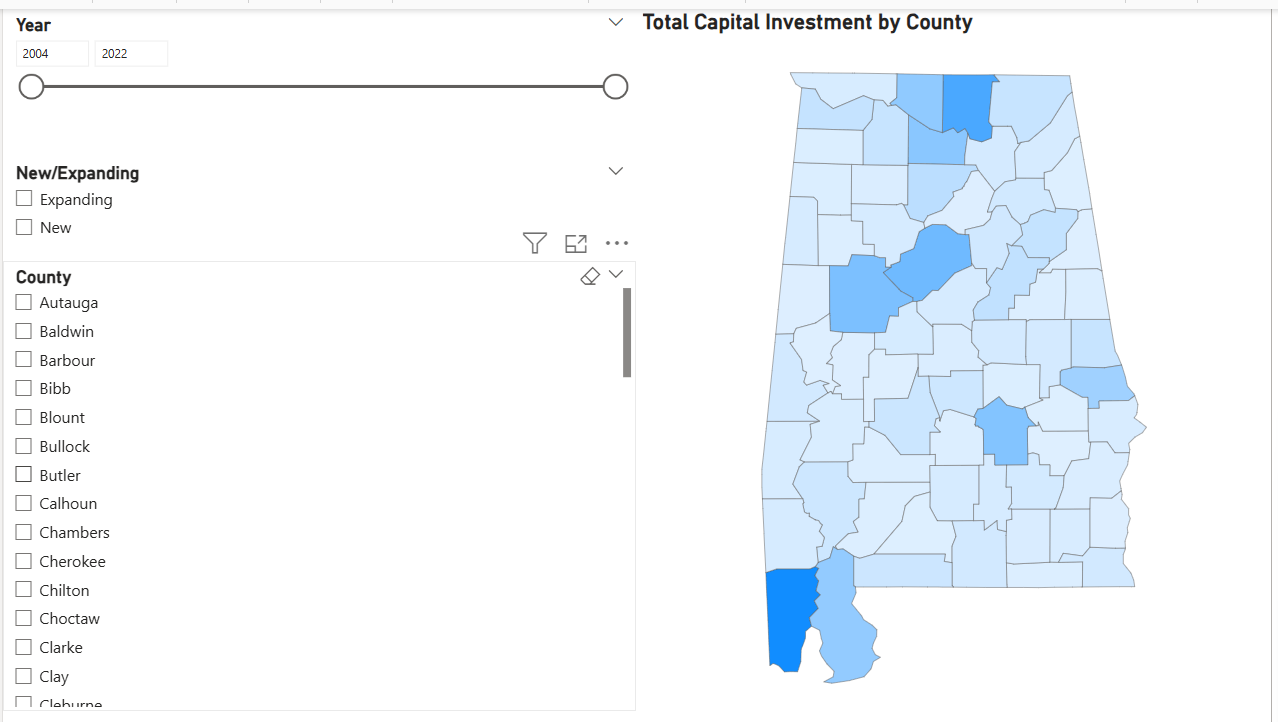 Year
2004 2022
New/Expanding
Expanding
New
County
Autauga
Baldwin
Barbour
Bibb
Blount
Bullock
Butler
Calhoun
Chambers
Cherokee
Chilton
Choctaw
Clarke
Clay
Cleburne
Total Capital Investment by County